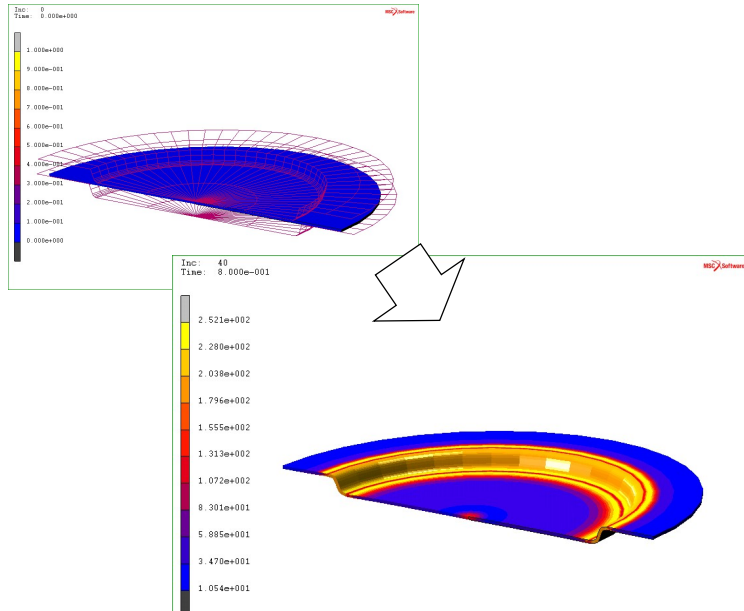 Inc: 0
Time: 0.000e+000
MSC Software
1.000e+000
9.000e-001
8.000e-001
7.000e-001
6.000e-001
5.000e-001
4.000e-001
3.000e-001
2.000e-001
1.000e-001
0.000e+000
Inc: 40
Time: 8.000e-001
MSC Software
2.521e+002
2.280e+002
2.038e+002
1.796e+002
1.555e+002
1.313e+002
1.072e+002
8.301e+001
5.885e+001
3.470e+001
1.054e+001